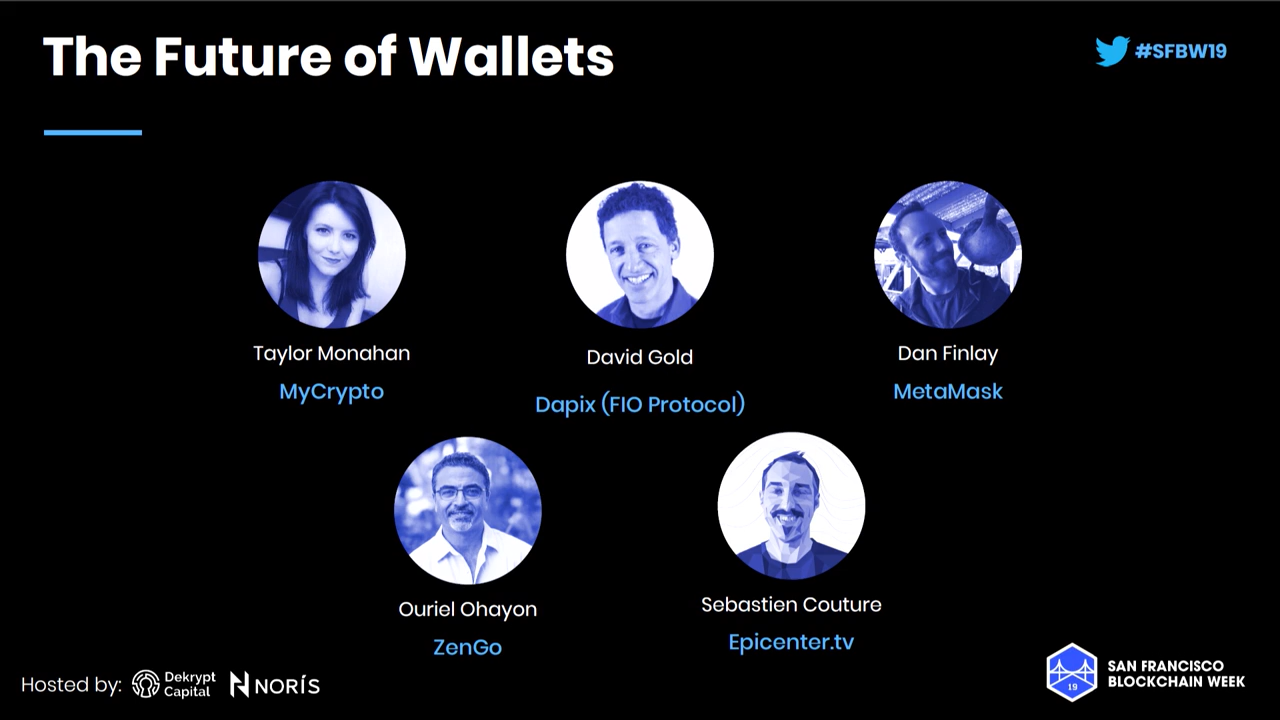 The Future of Wallets
#SFBW19
Taylor Monahan
MyCrypto
David Gold
Dapix (FIO Protocol)
Dan Finlay
MetaMask
Ouriel Ohayon
ZenGo
Sebastien Couture
Epicenter.tv
Hosted by:
Dekrypt
Capital
NORÍS
19
SAN FRANCISCO
BLOCKCHAIN WEEK